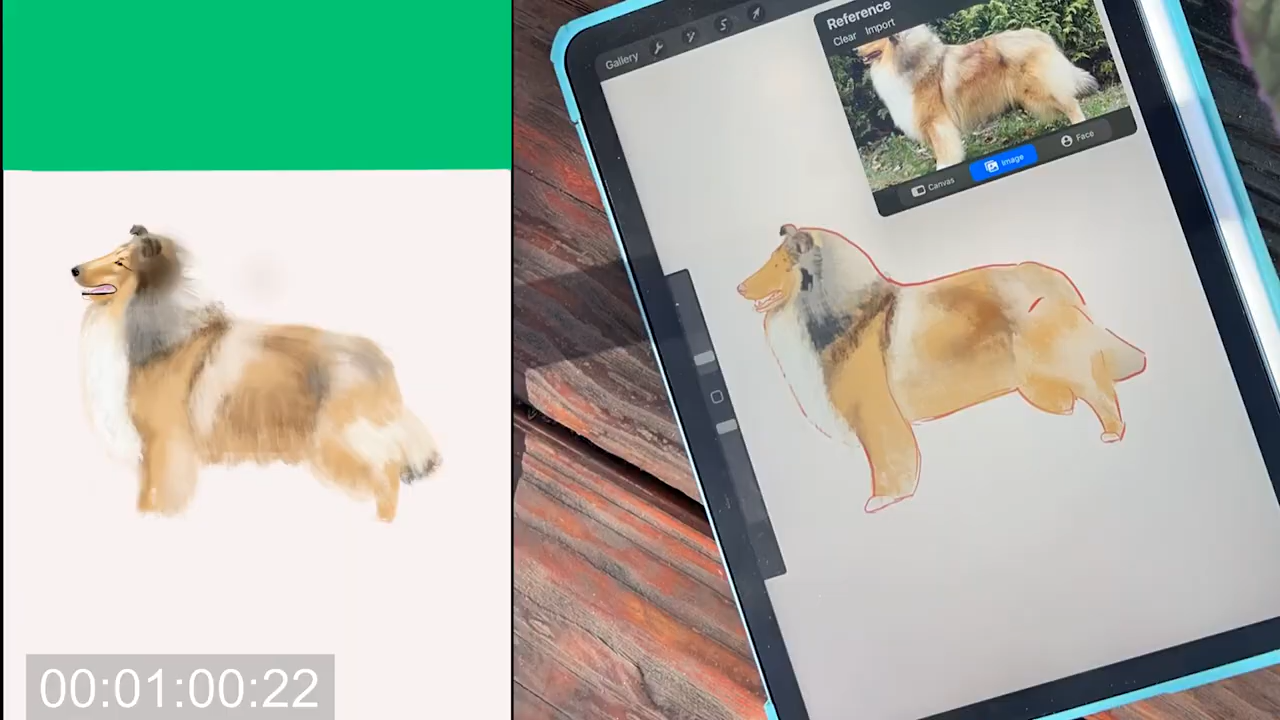 Reference
Clear Import
Gallery
Canvas
Image
Face
00:01:00:22